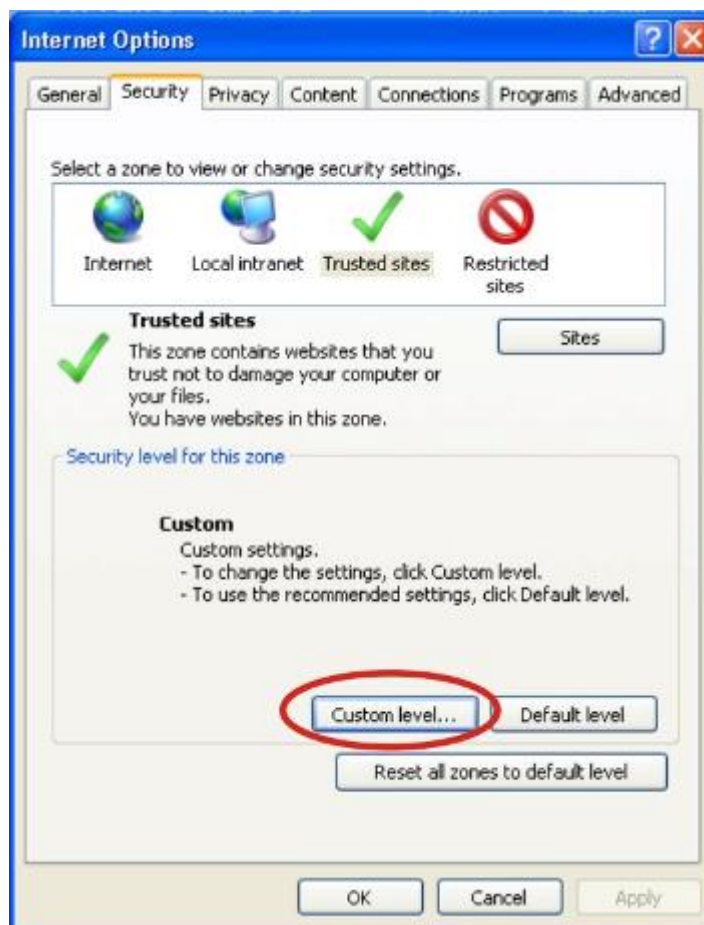 Internet Options
General Security Privacy Content Connections Programs Advanced
Select a zone to view or change security settings.
Internet Local intranet Trusted sites Restricted
sites
Trusted sites
Sites
This zone contains websites that you
trust not to damage your computer or
your files.
You have websites in this zone.
Security level for this zone
Custom
Custom settings.
- To change the settings, click Custom level.
- To use the recommended settings, click Default level.
Custom level... Default level
Reset all zones to default level
OK Cancel Apply